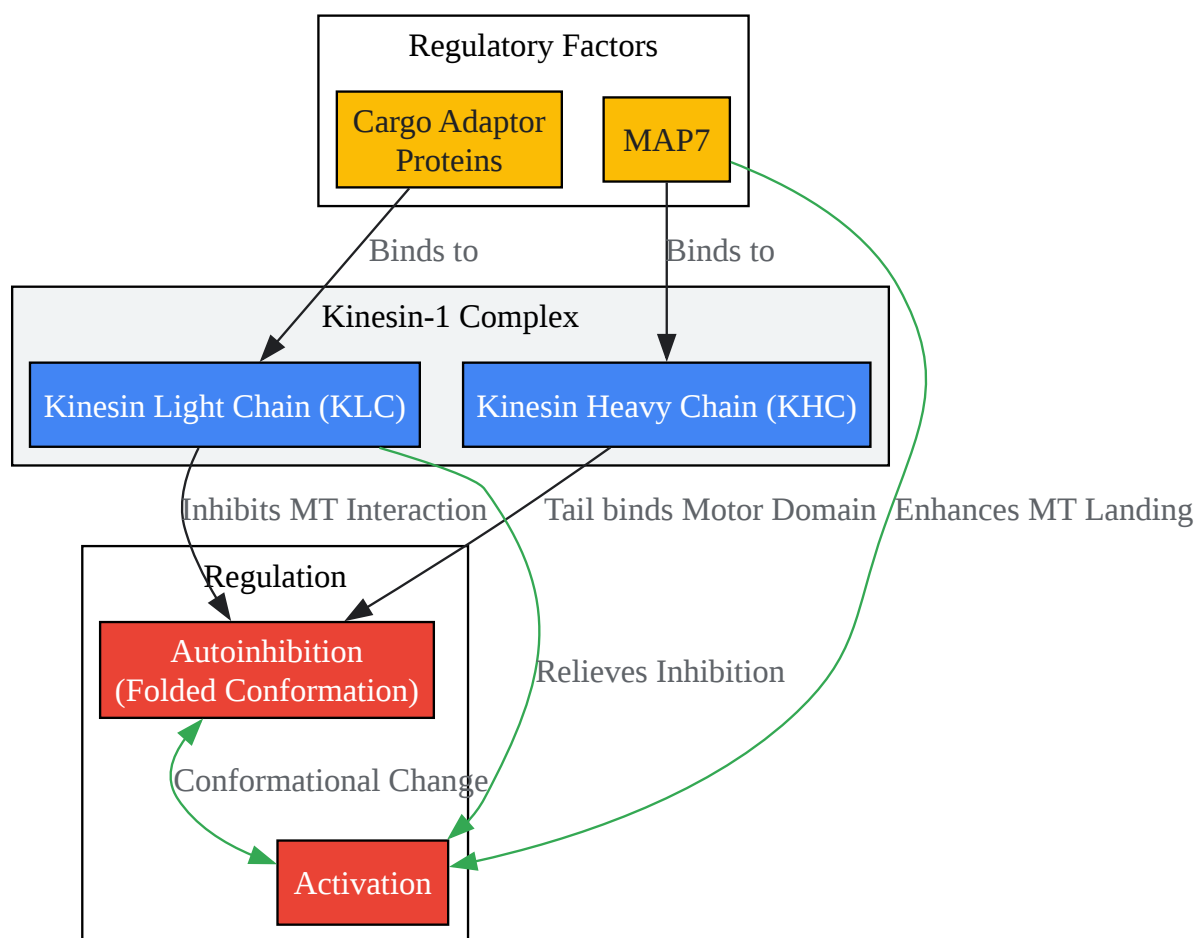 Regulatory Factors
Cargo Adaptor
Proteins
MAP7
Binds to
Binds to
Kinesin-1 Complex
Kinesin Light Chain (KLC)
Kinesin Heavy Chain (KHC)
Inhibits MT Interaction
Tail binds Motor Domain
Enhances MT Landing
Regulation
Autoinhibition
(Folded Conformation)
Relieves Inhibition
Conformational Change
Activation